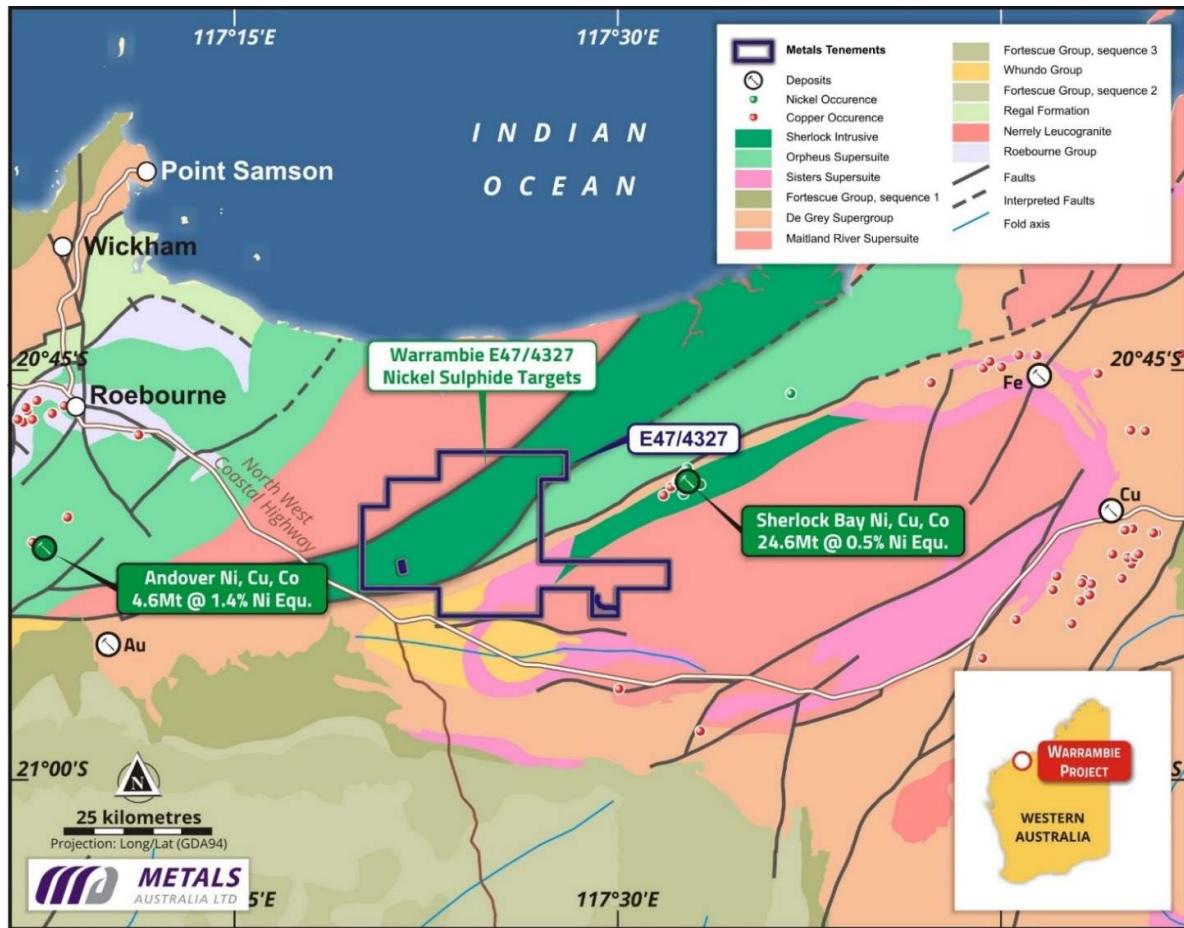 117°15'E
117°30'E
Metals Tenements
Deposits
Nickel Occurence
Copper Occurence
Sherlock Intrusive
Orpheus Supersuite
Sisters Supersuite
Fortescue Group, sequence 1
De Grey Supergroup
Maitland River Supersuite
Fortescue Group, sequence 3
Whundo Group
Fortescue Group, sequence 2
Regal Formation
Nerrely Leucogranite
Roebourne Group
Faults
Interpreted Faults
Fold axis
INDIAN
OCEAN
Point Samson
Wickham
20°45'S
Roebourne
Warrambie E47/4327
Nickel Sulphide Targets
20°45'S
Fe
E47/4327
North West
Coastal Highway
Cu
Sherlock Bay Ni, Cu, Co
24.6Mt @ 0.5% Ni Equ.
Andover Ni, Cu, Co
4.6Mt @ 1.4% Ni Equ.
Au
21°00'S
S
N
25 kilometres
Projection: Long/Lat (GDA94)
METALS
AUSTRALIA LTD
5'E
117°30'E
WARRAMBIE
PROJECT
WESTERN
AUSTRALIA